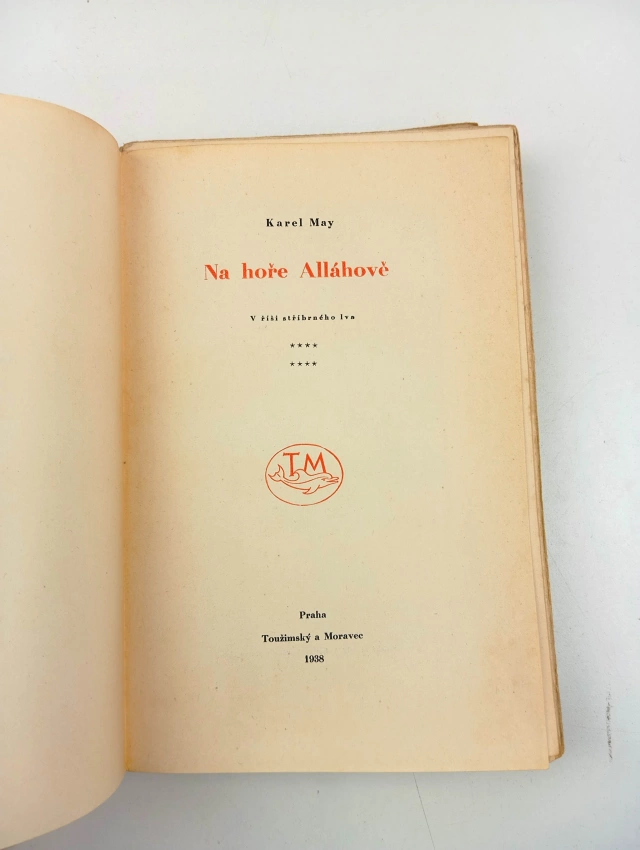 Karel May
Na hoře Alláhově
V říši stříbrného lva
****
****
TM
Praha
Toužimský a Moravec
1938